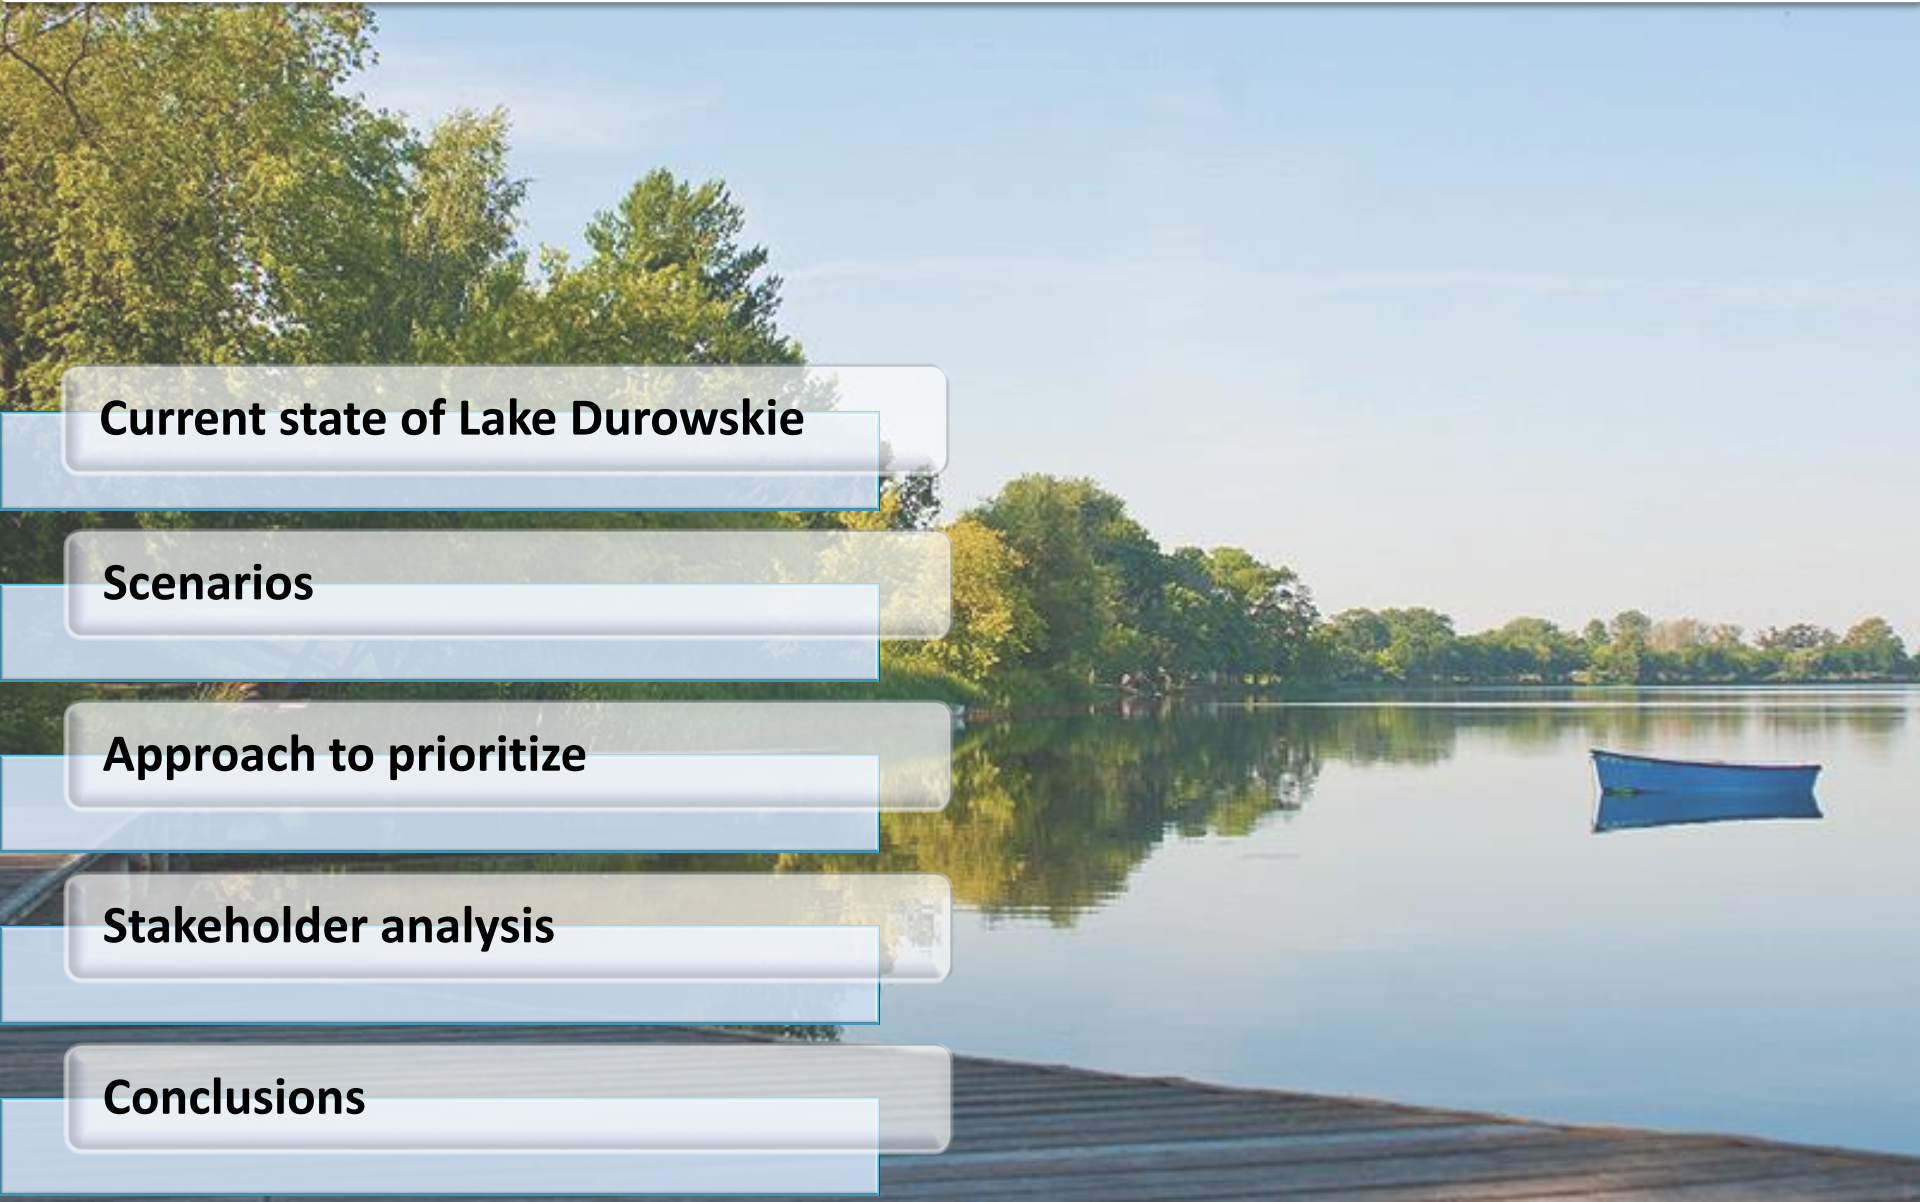 Current state of Lake Durowskie
Scenarios
Approach to prioritize
Stakeholder analysis
Conclusions